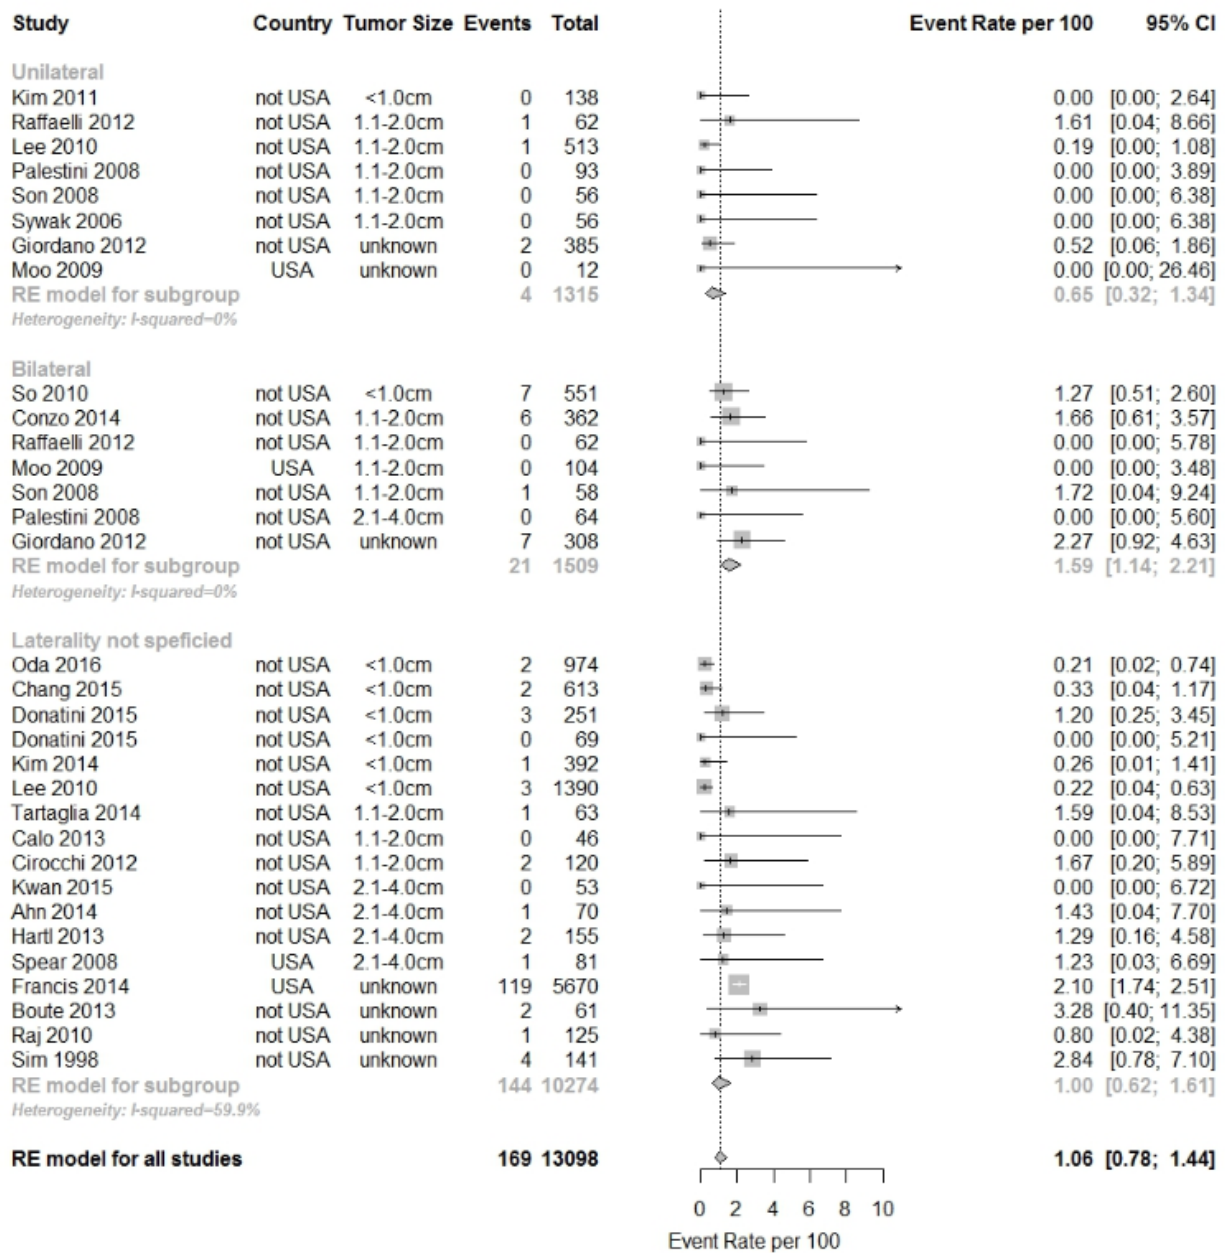 Study Country Tumor Size Events Total Event Rate per 100 95% CI
Unilateral
Kim 2011 not USA <1.0cm 0 138 0.00 [0.00; 2.64]
Raffaelli 2012 not USA 1.1-2.0cm 1 62 1.61 [0.04; 8.66]
Lee 2010 not USA 1.1-2.0cm 1 513 0.19 [0.00; 1.08]
Palestini 2008 not USA 1.1-2.0cm 0 93 0.00 [0.00; 3.89]
Son 2008 not USA 1.1-2.0cm 0 56 0.00 [0.00; 6.38]
Sywak 2006 not USA 1.1-2.0cm 0 56 0.00 [0.00; 6.38]
Giordano 2012 not USA unknown 2 385 0.52 [0.06; 1.86]
Moo 2009 USA unknown 0 12 0.00 [0.00; 26.46]
RE model for subgroup 4 1315 0.65 [0.32; 1.34]
Heterogeneity: I-squared=0%
Bilateral
So 2010 not USA <1.0cm 7 551 1.27 [0.51; 2.60]
Conzo 2014 not USA 1.1-2.0cm 6 362 1.66 [0.61; 3.57]
Raffaelli 2012 not USA 1.1-2.0cm 0 62 0.00 [0.00; 5.78]
Moo 2009 USA 1.1-2.0cm 0 104 0.00 [0.00; 3.48]
Son 2008 not USA 1.1-2.0cm 1 58 1.72 [0.04; 9.24]
Palestini 2008 not USA 2.1-4.0cm 0 64 0.00 [0.00; 5.60]
Giordano 2012 not USA unknown 7 308 2.27 [0.92; 4.63]
RE model for subgroup 21 1509 1.59 [1.14; 2.21]
Heterogeneity: I-squared=0%
Laterality not speficied
Oda 2016 not USA <1.0cm 2 974 0.21 [0.02; 0.74]
Chang 2015 not USA <1.0cm 2 613 0.33 [0.04; 1.17]
Donatini 2015 not USA <1.0cm 3 251 1.20 [0.25; 3.45]
Donatini 2015 not USA <1.0cm 0 69 0.00 [0.00; 5.21]
Kim 2014 not USA <1.0cm 1 392 0.26 [0.01; 1.41]
Lee 2010 not USA <1.0cm 3 1390 0.22 [0.04; 0.63]
Tartaglia 2014 not USA 1.1-2.0cm 1 63 1.59 [0.04; 8.53]
Calo 2013 not USA 1.1-2.0cm 0 46 0.00 [0.00; 7.71]
Cirocchi 2012 not USA 1.1-2.0cm 2 120 1.67 [0.20; 5.89]
Kwan 2015 not USA 2.1-4.0cm 0 53 0.00 [0.00; 6.72]
Ahn 2014 not USA 2.1-4.0cm 1 70 1.43 [0.04; 7.70]
Hartl 2013 not USA 2.1-4.0cm 2 155 1.29 [0.16; 4.58]
Spear 2008 USA 2.1-4.0cm 1 81 1.23 [0.03; 6.69]
Francis 2014 USA unknown 119 5670 2.10 [1.74; 2.51]
Boute 2013 not USA unknown 2 61 3.28 [0.40; 11.35]
Raj 2010 not USA unknown 1 125 0.80 [0.02; 4.38]
Sim 1998 not USA unknown 4 141 2.84 [0.78; 7.10]
RE model for subgroup 144 10274 1.00 [0.62; 1.61]
Heterogeneity: I-squared=59.9%
RE model for all studies 169 13098 1.06 [0.78; 1.44]
0 2 4 6 8 10
Event Rate per 100